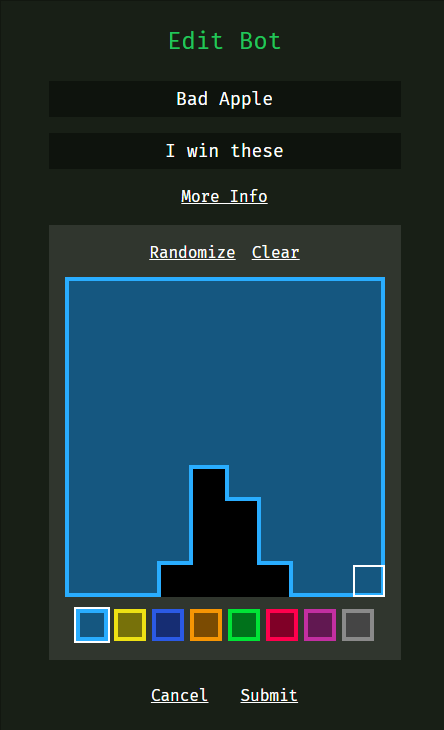 Edit Bot
Bad Apple
I win these
More Info
Randomize Clear
Cancel Submit